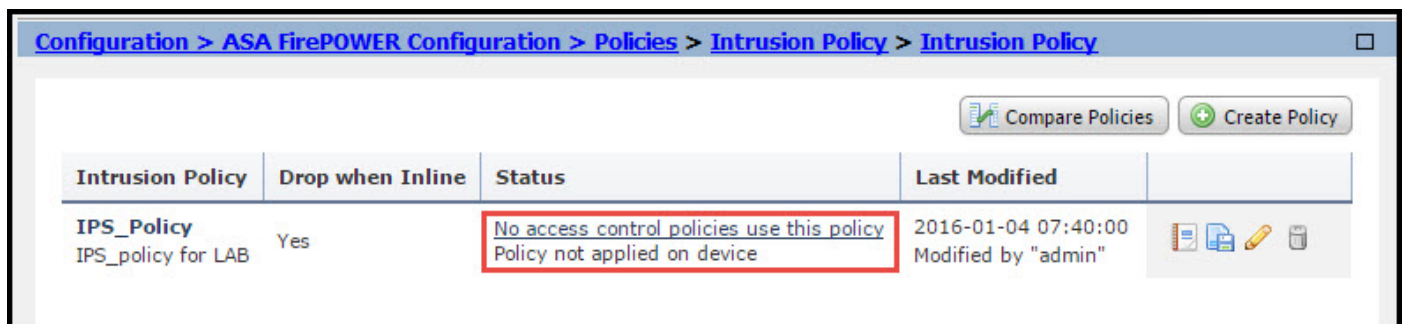 Configuration > ASA FirePOWER Configuration > Policies > Intrusion Policy > Intrusion Policy
Compare Policies Create Policy
Intrusion Policy Drop when Inline Status Last Modified
IPS_Policy
IPS_policy for LAB
Yes
No access control policies use this policy
Policy not applied on device
2016-01-04 07:40:00
Modified by "admin"